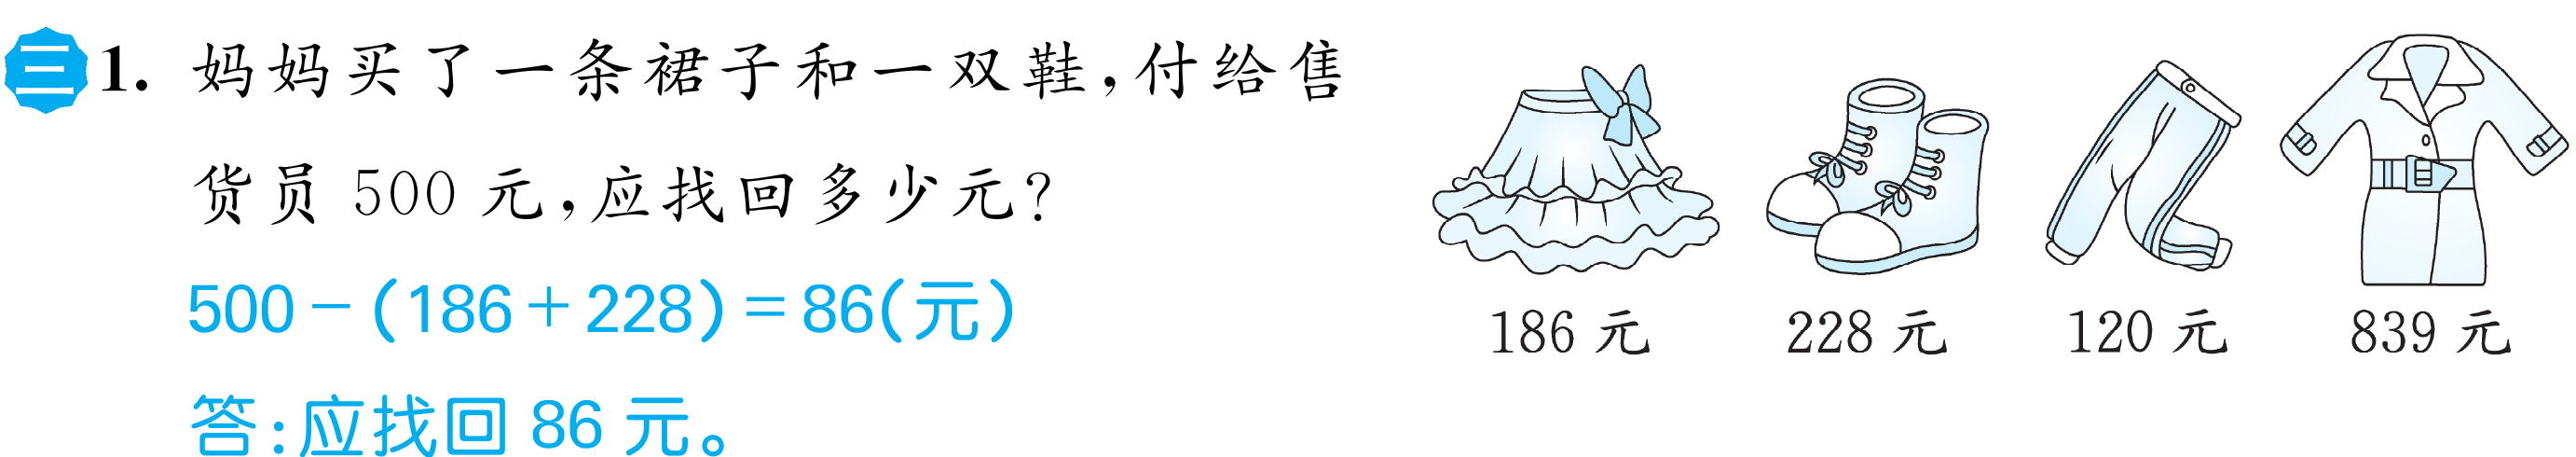 三 1. 妈妈买了一条裙子和一双鞋,付给售
货员 500 元,应找回多少元?
500-(186+228)=86(元)
答:应找回 86 元。
186 元 228 元 120 元 839 元